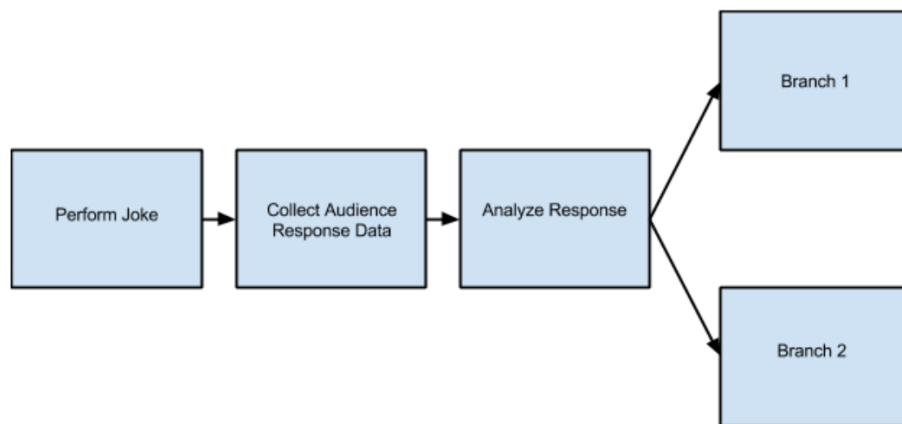 Branch 1
Perform Joke
Collect Audience
Response Data
Analyze Response
Branch 2